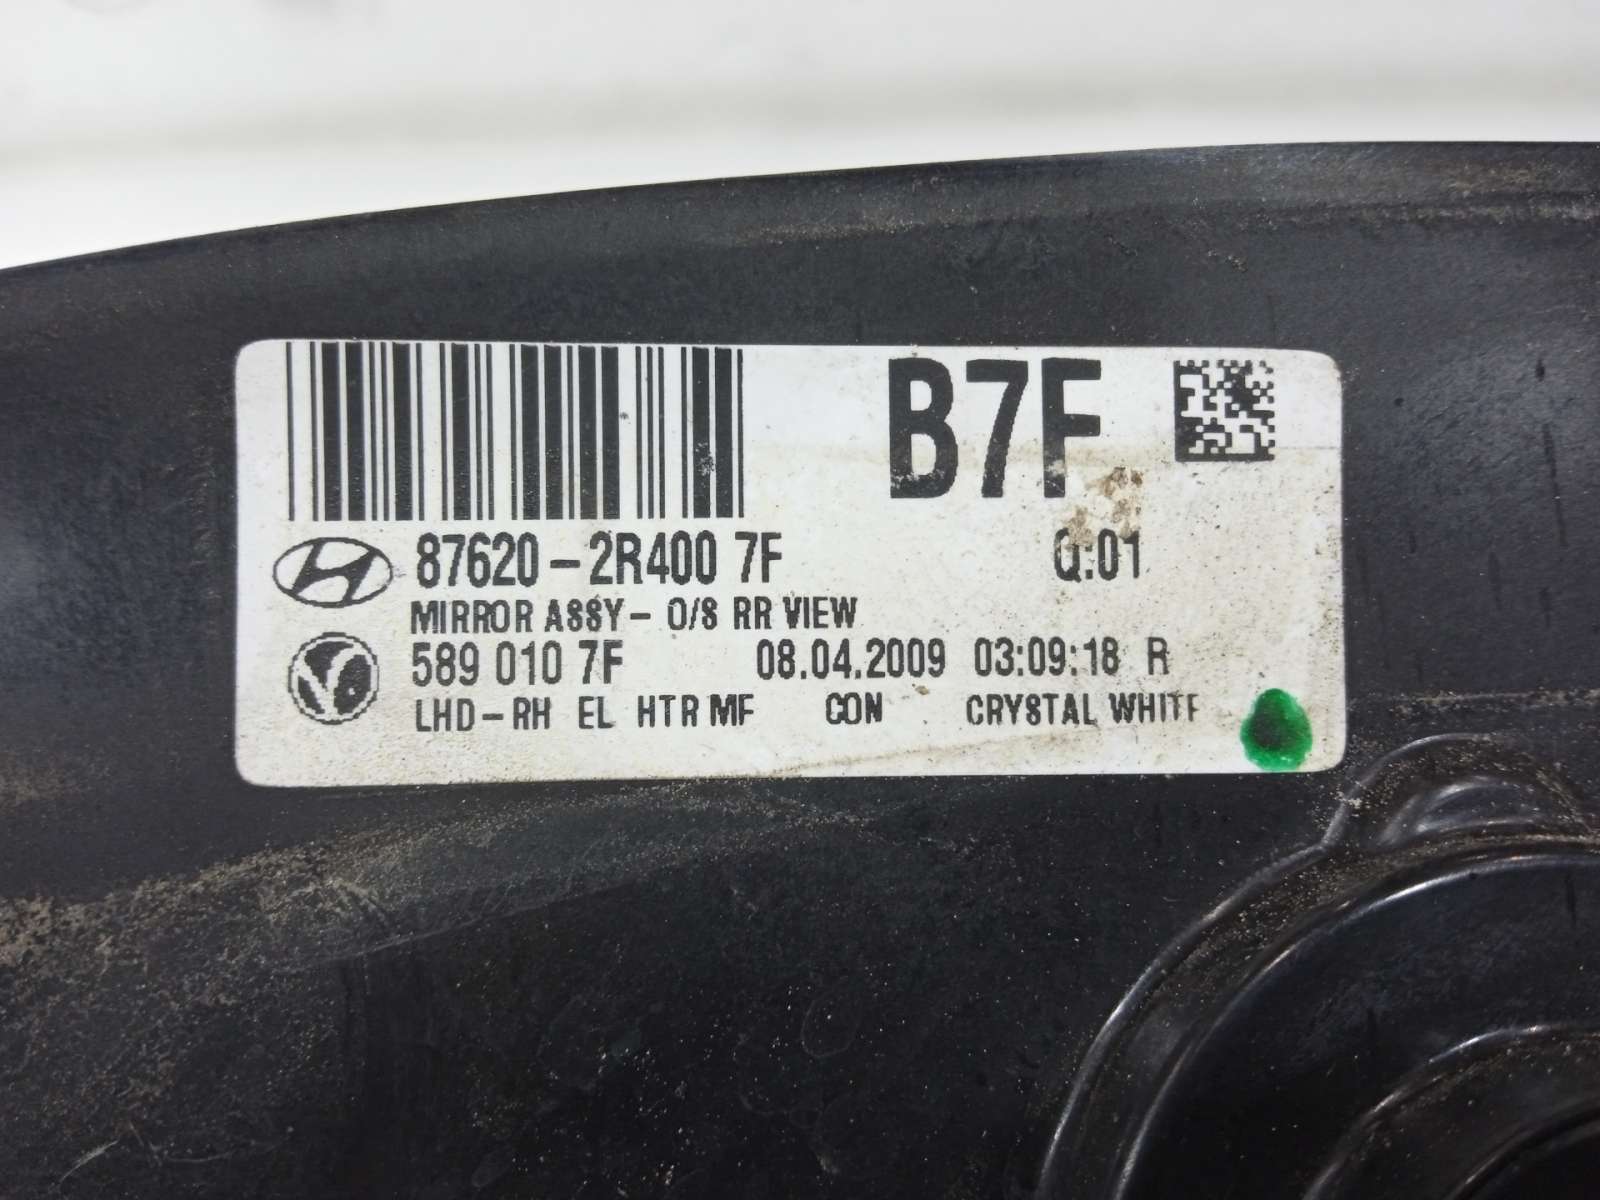 B7F
87620-2R400 7F Q:01
MIRROR ASSY- O/S RR VIEW
589 010 7F 08.04.2009 03:09:18 R
LHD-RH EL HTR MF CON CRYSTAL WHITE